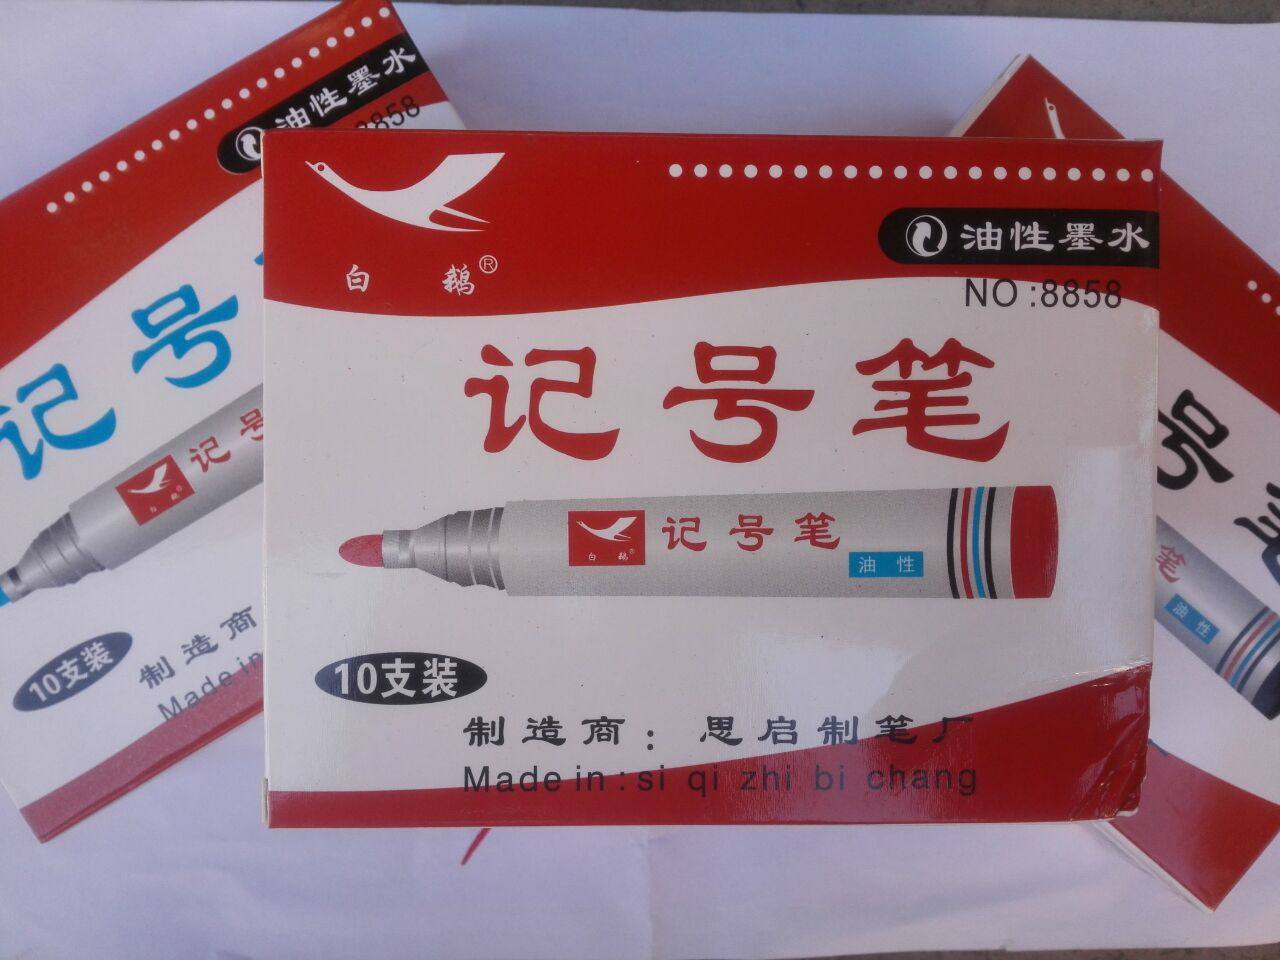 油性墨水
8858
记号
记号
10支装
制造商
Made in
白鹅®
油性墨水
NO:8858
记号笔
白鹅®
记号笔
油性
10支装
制造商：思启制笔厂
Made in:si qi zhi bi chang
号笔
笔
油性